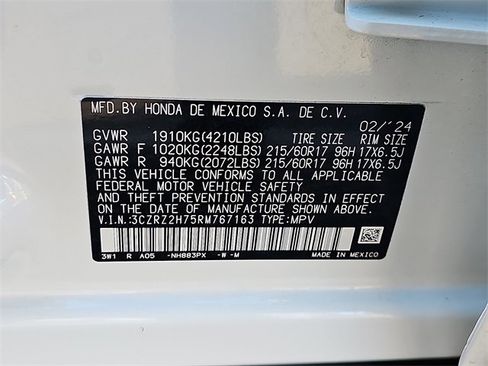 MFD.BY HONDA DE MEXICO S.A. DE C.V.
02/'24
GVWR 1910KG(4210LBS) TIRE SIZE RIM SIZE
GAWR F 1020KG(2248LBS) 215/60R17 96H 17X6.5J
GAWR R 940KG(2072LBS) 215/60R17 96H 17X6.5J
THIS VEHICLE CONFORMS TO ALL APPLICABLE
FEDERAL MOTOR VEHICLE SAFETY
AND THEFT PREVENTION STANDARDS IN EFFECT
ON THE DATE OF MANUFACTURE SHOWN ABOVE.
V.I.N.:3CZRZ2H75RM767163 TYPE:MPV
3W1 R A05 -NH883PX -W -M MADE IN MEXICO